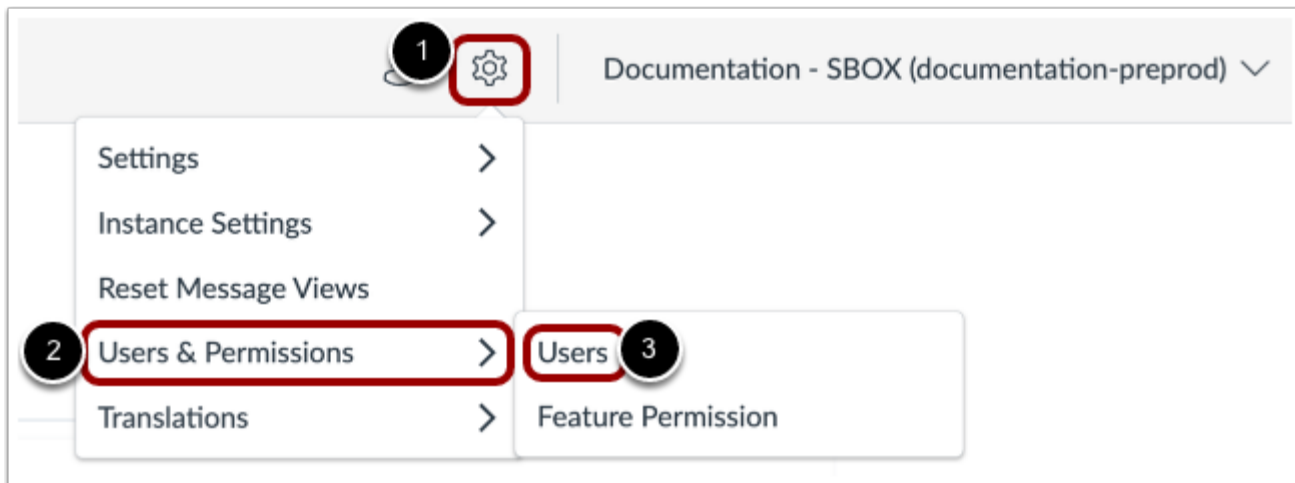 1
Documentation - SBOX (documentation-preprod)
Settings
Instance Settings
Reset Message Views
2 Users & Permissions
Users 3
Translations
Feature Permission